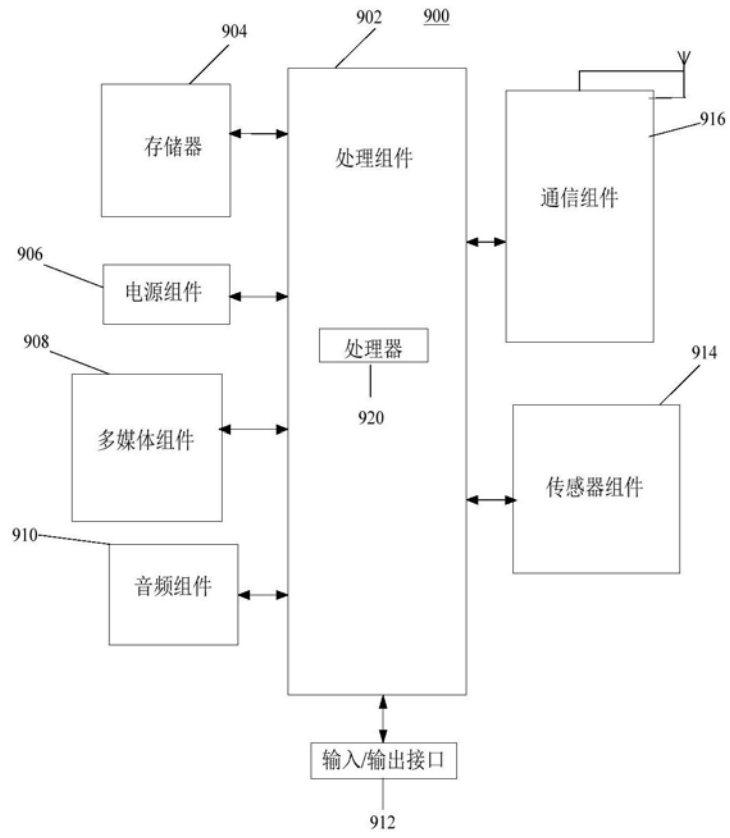 902
900
904
存储器
处理组件
916
通信组件
906
电源组件
908
处理器
920
914
多媒体组件
传感器组件
910
音频组件
输入/输出接口
912